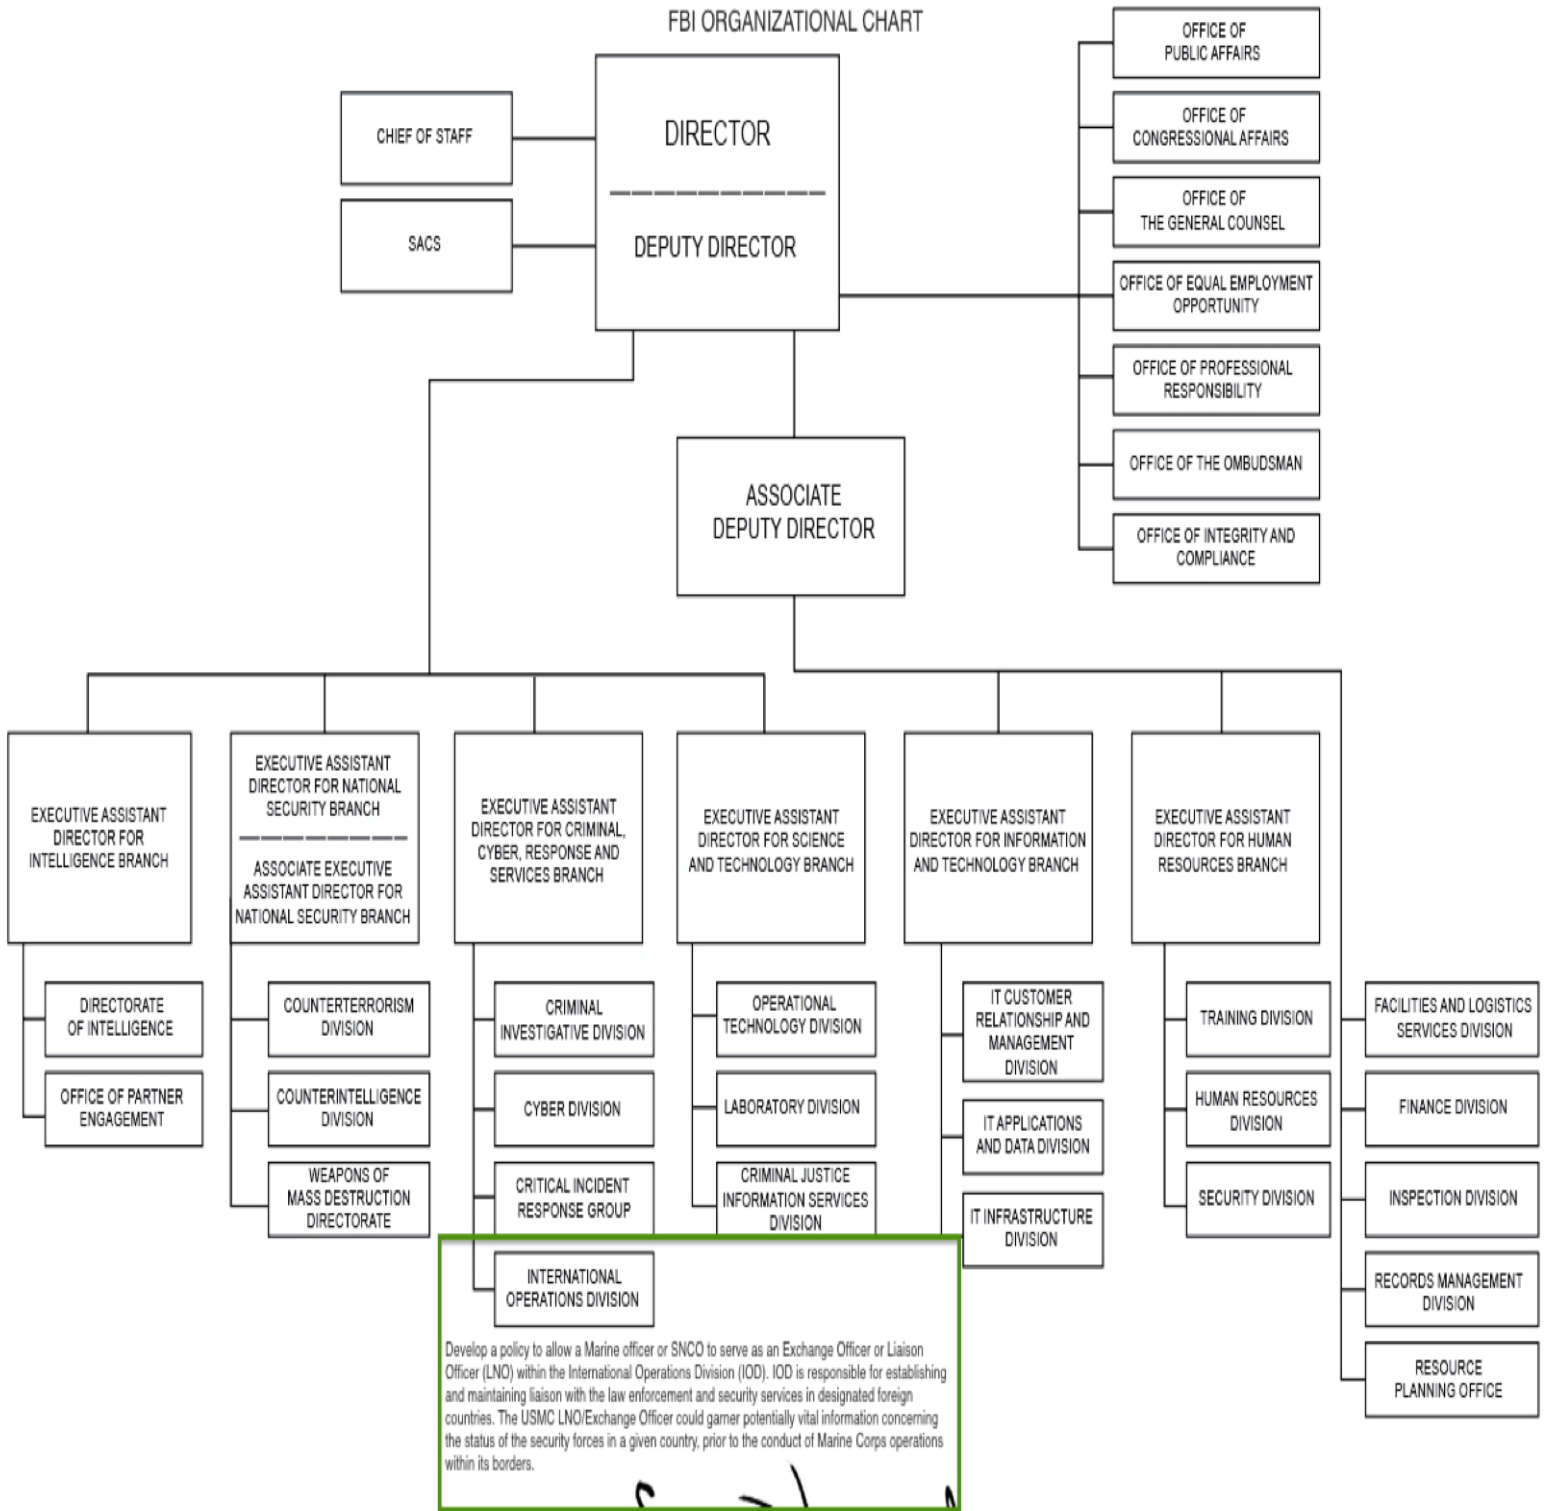 FBI ORGANIZATIONAL CHART
CHIEF OF STAFF
SACS
DIRECTOR
DEPUTY DIRECTOR
OFFICE OF
PUBLIC AFFAIRS
OFFICE OF
CONGRESSIONAL AFFAIRS
OFFICE OF
THE GENERAL COUNSEL
OFFICE OF EQUAL EMPLOYMENT
OPPORTUNITY
OFFICE OF PROFESSIONAL
RESPONSIBILITY
OFFICE OF THE OMBUDSMAN
OFFICE OF INTEGRITY AND
COMPLIANCE
ASSOCIATE
DEPUTY DIRECTOR
EXECUTIVE ASSISTANT
DIRECTOR FOR
INTELLIGENCE BRANCH
DIRECTORATE
OF INTELLIGENCE
OFFICE OF PARTNER
ENGAGEMENT
EXECUTIVE ASSISTANT
DIRECTOR FOR NATIONAL
SECURITY BRANCH
ASSOCIATE EXECUTIVE
ASSISTANT DIRECTOR FOR
NATIONAL SECURITY BRANCH
COUNTERTERRORISM
DIVISION
COUNTERINTELLIGENCE
DIVISION
WEAPONS OF
MASS DESTRUCTION
DIRECTORATE
EXECUTIVE ASSISTANT
DIRECTOR FOR CRIMINAL,
CYBER, RESPONSE AND
SERVICES BRANCH
CRIMINAL
INVESTIGATIVE DIVISION
CYBER DIVISION
CRITICAL INCIDENT
RESPONSE GROUP
INTERNATIONAL
OPERATIONS DIVISION
Develop a policy to allow a Marine officer or SNCO to serve as an Exchange Officer or Liaison
Officer (LNO) within the International Operations Division (IOD). IOD is responsible for establishing
and maintaining liaison with the law enforcement and security services in designated foreign
countries. The USMC LNO/Exchange Officer could garner potentially vital information concerning
the status of the security forces in a given country, prior to the conduct of Marine Corps operations
within its borders.
EXECUTIVE ASSISTANT
DIRECTOR FOR SCIENCE
AND TECHNOLOGY BRANCH
OPERATIONAL
TECHNOLOGY DIVISION
LABORATORY DIVISION
CRIMINAL JUSTICE
INFORMATION SERVICES
DIVISION
EXECUTIVE ASSISTANT
DIRECTOR FOR INFORMATION
AND TECHNOLOGY BRANCH
IT CUSTOMER
RELATIONSHIP AND
MANAGEMENT
DIVISION
IT APPLICATIONS
AND DATA DIVISION
IT INFRASTRUCTURE
DIVISION
EXECUTIVE ASSISTANT
DIRECTOR FOR HUMAN
RESOURCES BRANCH
TRAINING DIVISION
HUMAN RESOURCES
DIVISION
SECURITY DIVISION
FACILITIES AND LOGISTICS
SERVICES DIVISION
FINANCE DIVISION
INSPECTION DIVISION
RECORDS MANAGEMENT
DIVISION
RESOURCE
PLANNING OFFICE